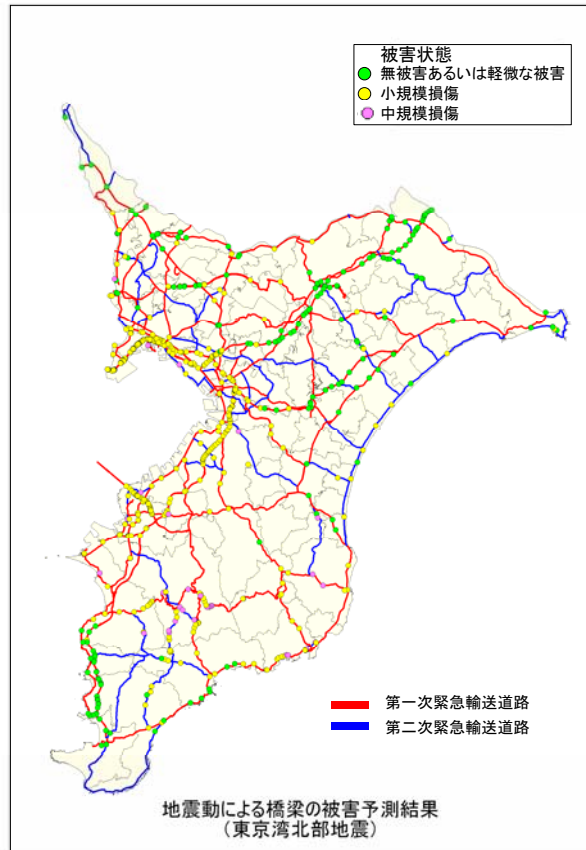 被害状態
無被害あるいは軽微な被害
小規模損傷
中規模損傷
第一次緊急輸送道路
第二次緊急輸送道路
地震動による橋梁の被害予測結果
（東京湾北部地震）